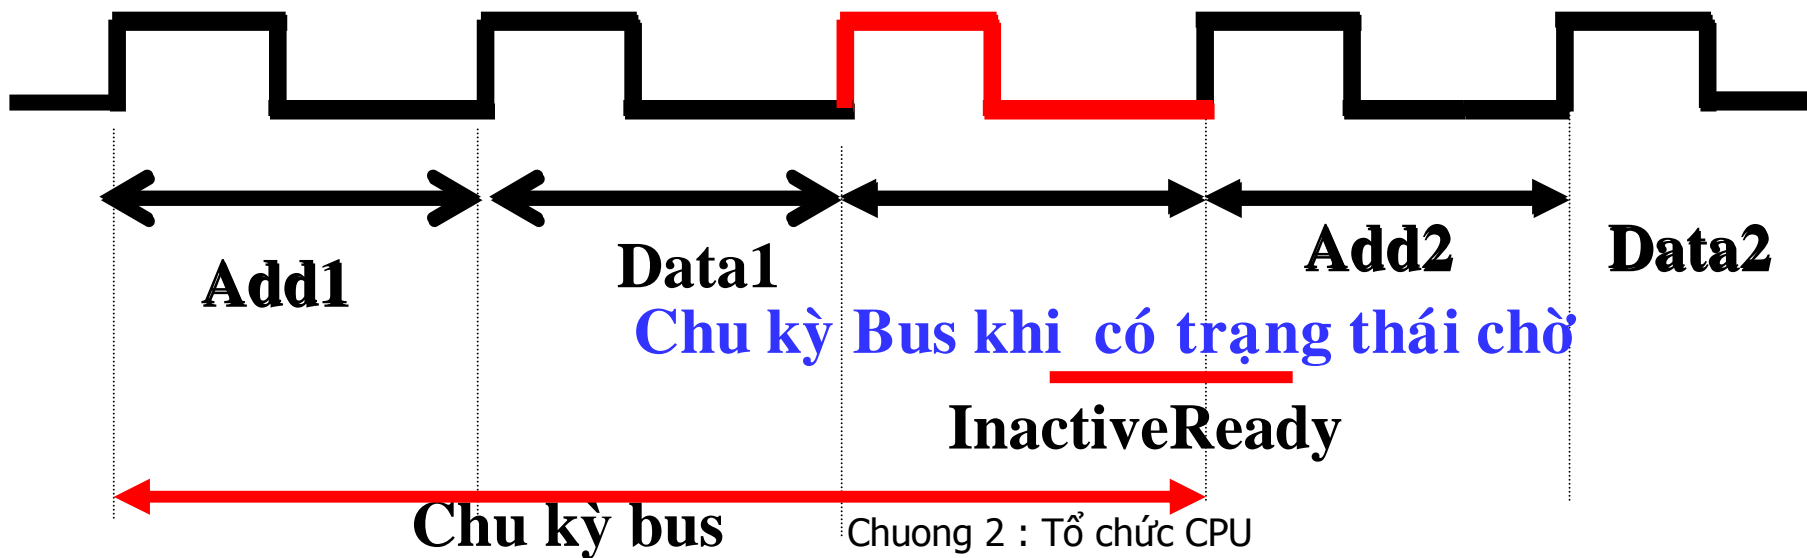 Add1 Data1 Add2 Data2
Chu kỳ Bus khi có trạng thái chờ
InactiveReady
Chu kỳ bus
Chuong 2 : Tổ chức CPU